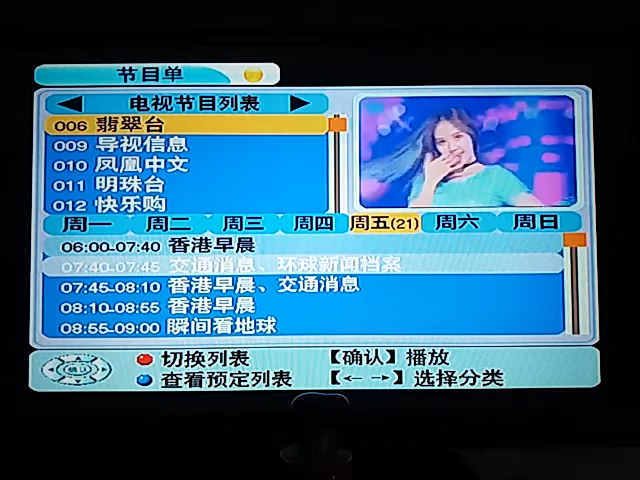 节目单
电视节目列表
006 翡翠台
009 导视信息
010 凤凰中文
011 明珠台
012 快乐购
周一 周二 周三 周四 周五(21) 周六 周日
06:00-07:40 香港早晨
07:40-07:45 交通消息、环球新闻档案
07:45-08:10 香港早晨、交通消息
08:10-08:55 香港早晨
08:55-09:00 瞬间看地球
确认 切换列表 【确认】播放
查看预定列表 【←→】选择分类